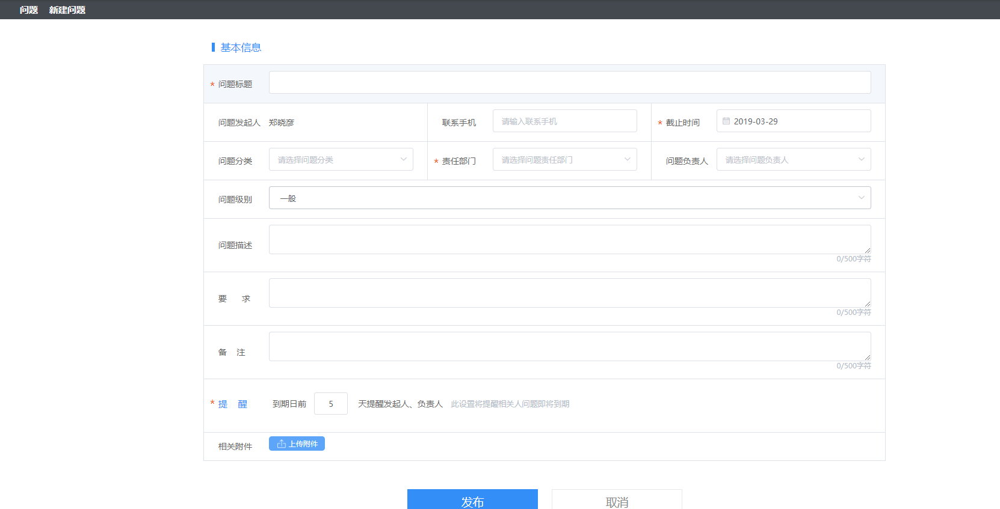 问题 新建问题
基本信息
* 问题标题
问题发起人 郑晓彦 联系手机 请输入联系手机 * 截止时间 2019-03-29
问题分类 请选择问题分类 * 责任部门 请选择问题责任部门 问题负责人 请选择问题负责人
问题级别 一般
问题描述
0/500字符
要 求
0/500字符
备 注
0/500字符
* 提 醒 到期日前 5 天提醒发起人、负责人 此设置将提醒相关人问题即将到期
相关附件 上传附件
发布 取消